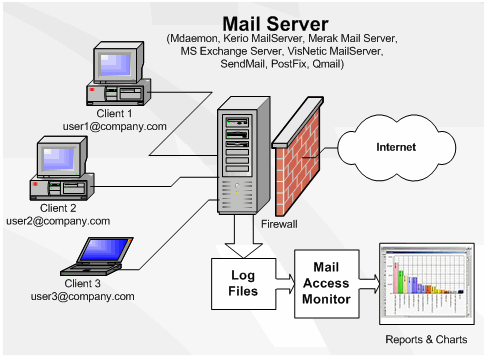 Mail Server
(Mdaemon, Kerio MailServer, Merak Mail Server,
MS Exchange Server, VisNetic MailServer,
SendMail, PostFix, Qmail)
Client 1
user1@company.com
Internet
Client 2
user2@company.com
Firewall
Client 3
user3@company.com
Log
Files
Mail
Access
Monitor
Reports & Charts